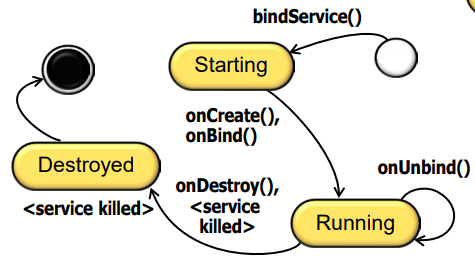 bindService()
Starting
onCreate(),
onBind()
onUnbind()
Destroyed
onDestroy(),
<service
killed>
<service killed>
Running